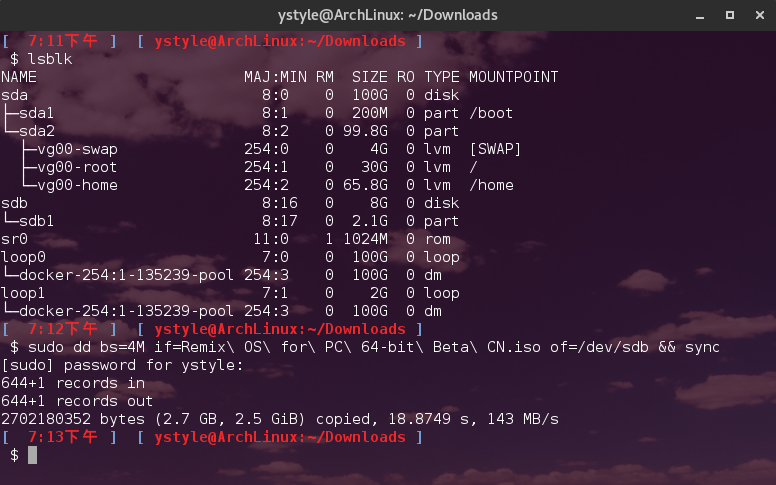 ystyle@ArchLinux: ~/Downloads
[  7:11下午 ]  [ ystyle@ArchLinux:~/Downloads ]
 $ lsblk
NAME                       MAJ:MIN RM  SIZE RO TYPE MOUNTPOINT
sda                          8:0    0  100G  0 disk
├─sda1                       8:1    0  200M  0 part /boot
└─sda2                       8:2    0 99.8G  0 part
  ├─vg00-swap              254:0    0    4G  0 lvm  [SWAP]
  ├─vg00-root              254:1    0   30G  0 lvm  /
  └─vg00-home              254:2    0 65.8G  0 lvm  /home
sdb                          8:16   0    8G  0 disk
└─sdb1                       8:17   0  2.1G  0 part
sr0                         11:0    1 1024M  0 rom
loop0                        7:0    0  100G  0 loop
└─docker-254:1-135239-pool 254:3    0  100G  0 dm
loop1                        7:1    0    2G  0 loop
└─docker-254:1-135239-pool 254:3    0  100G  0 dm
[  7:12下午 ]  [ ystyle@ArchLinux:~/Downloads ]
 $ sudo dd bs=4M if=Remix\ OS\ for\ PC\ 64-bit\ Beta\ CN.iso of=/dev/sdb && sync
[sudo] password for ystyle:
644+1 records in
644+1 records out
2702180352 bytes (2.7 GB, 2.5 GiB) copied, 18.8749 s, 143 MB/s
[  7:13下午 ]  [ ystyle@ArchLinux:~/Downloads ]
 $